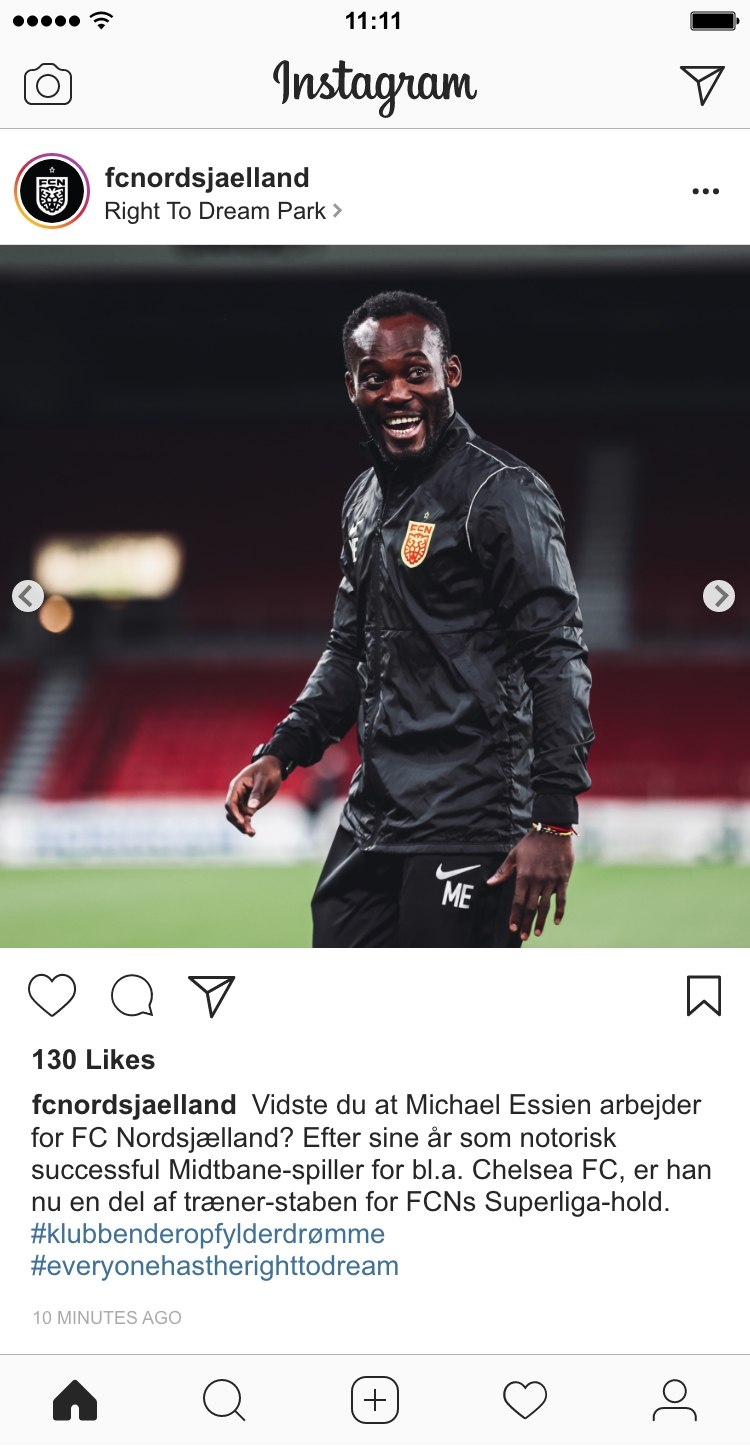 11:11
Instagram
FCN
fcnordsjaelland
Right To Dream Park
FCN
ME
130 Likes
fcnordsjaelland Vidste du at Michael Essien arbejder
for FC Nordsjælland? Efter sine år som notorisk
successful Midtbane-spiller for bl.a. Chelsea FC, er han
nu en del af træner-staben for FCNs Superliga-hold.
#klubbenderopfylderdrømme
#everyonehastherighttodream
10 MINUTES AGO